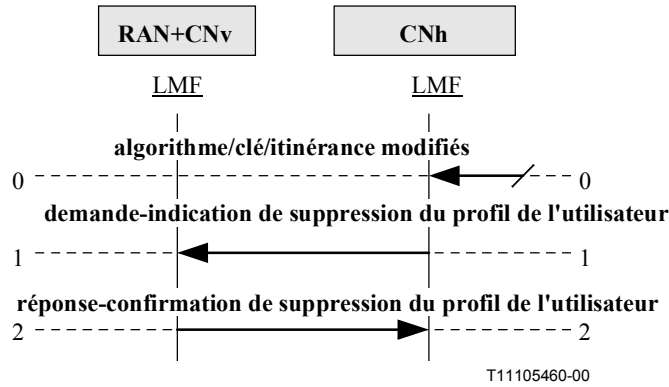 RAN+CNv CNh
LMF LMF
algorithme/clé/itinérance modifiés
0 0
demande-indication de suppression du profil de l'utilisateur
1 1
réponse-confirmation de suppression du profil de l'utilisateur
2 2
T11105460-00